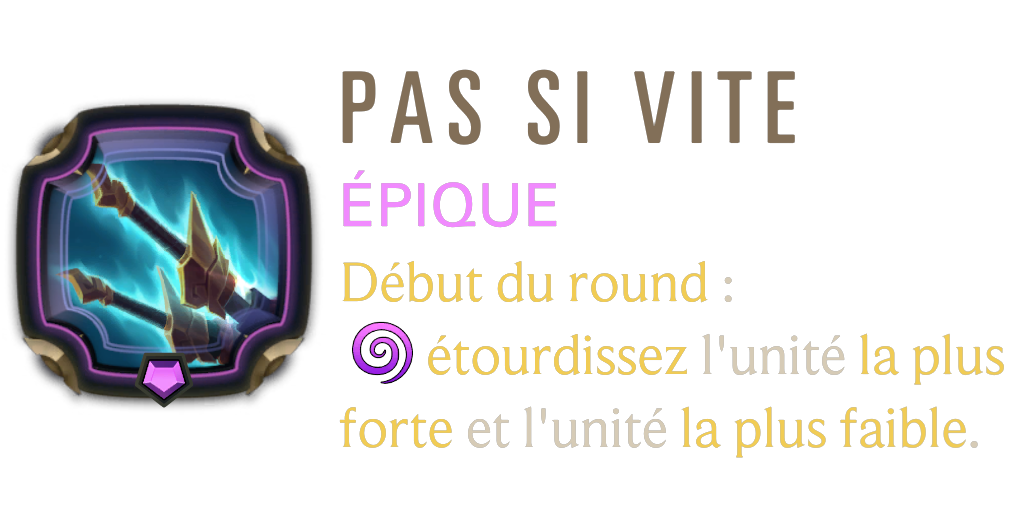 PAS SI VITE
ÉPIQUE
Début du round :
étourdissez l'unité la plus
forte et l'unité la plus faible.